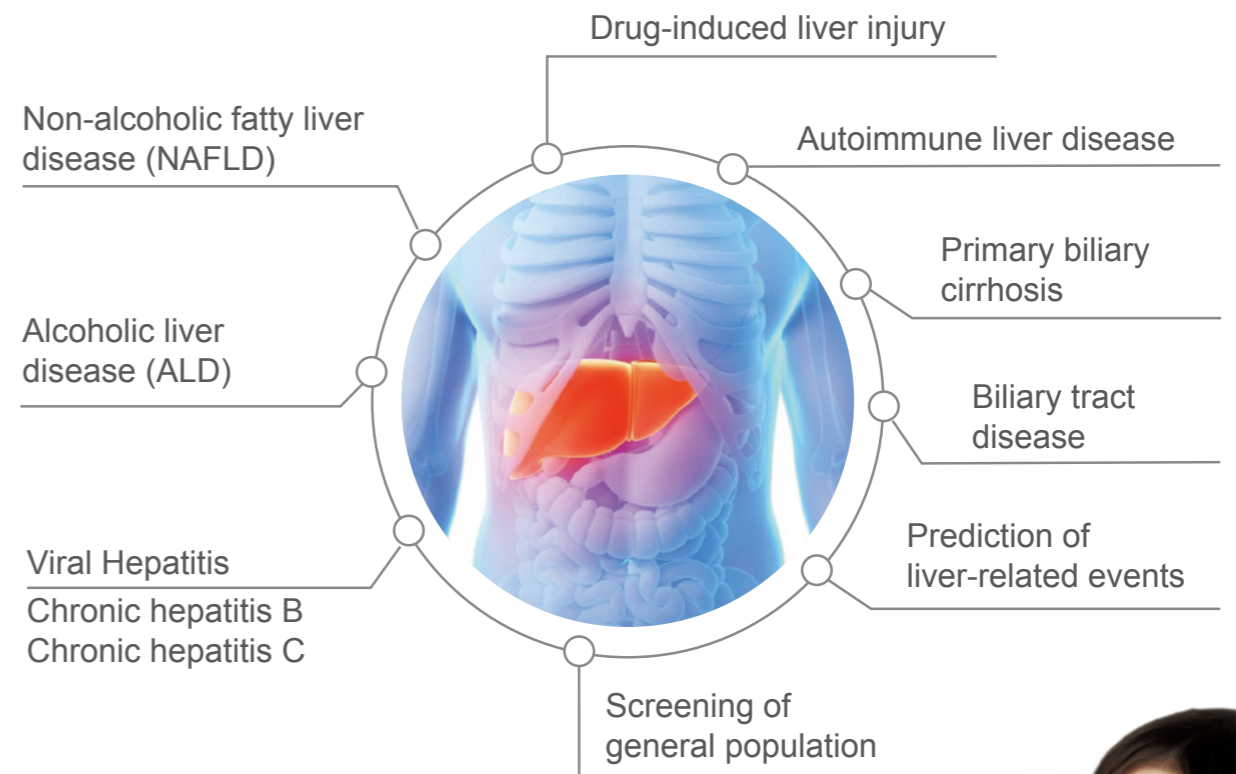 Drug-induced liver injury
Non-alcoholic fatty liver
disease (NAFLD)
Autoimmune liver disease
Primary biliary
cirrhosis
Alcoholic liver
disease (ALD)
Biliary tract
disease
Prediction of
liver-related events
Viral Hepatitis
Chronic hepatitis B
Chronic hepatitis C
Screening of
general population